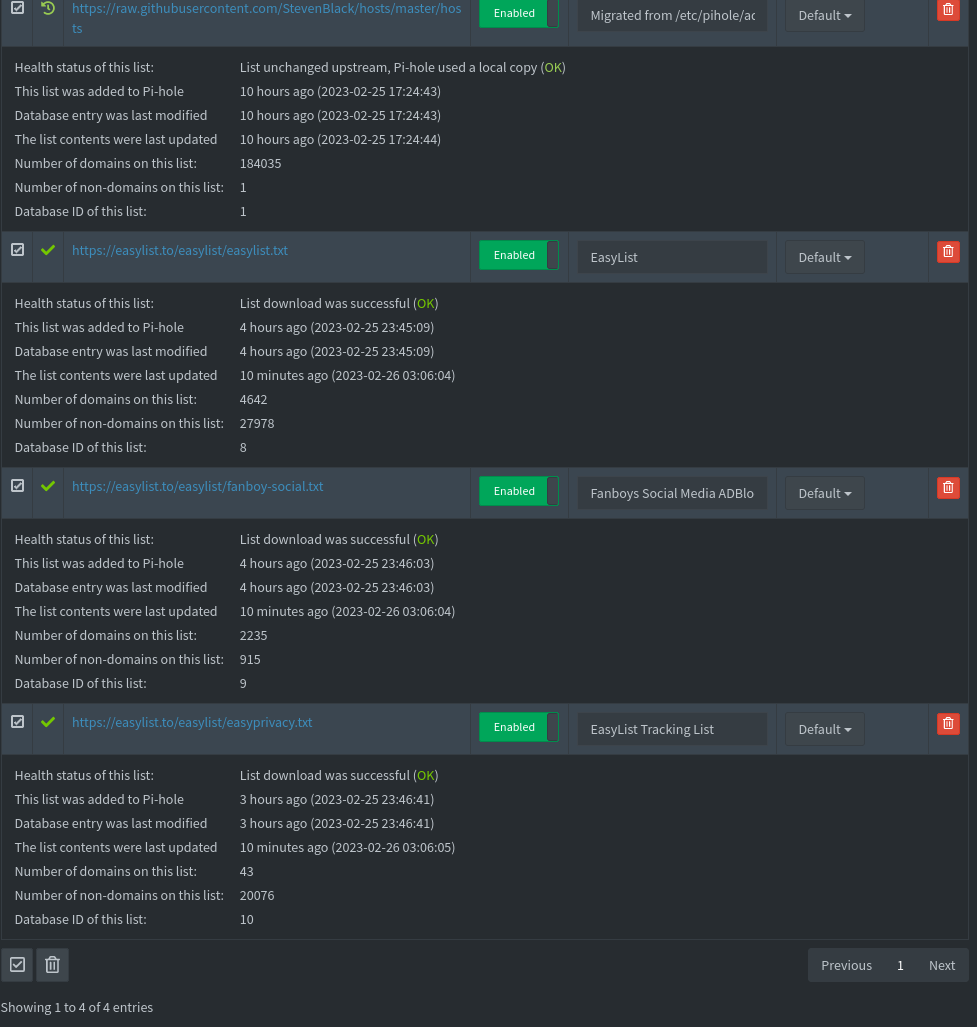 https://raw.githubusercontent.com/StevenBlack/hosts/master/hos
ts
Enabled
Migrated from /etc/pihole/ad
Default
Health status of this list: List unchanged upstream, Pi-hole used a local copy (OK)
This list was added to Pi-hole 10 hours ago (2023-02-25 17:24:43)
Database entry was last modified 10 hours ago (2023-02-25 17:24:43)
The list contents were last updated 10 hours ago (2023-02-25 17:24:44)
Number of domains on this list: 184035
Number of non-domains on this list: 1
Database ID of this list: 1
https://easylist.to/easylist/easylist.txt Enabled EasyList Default
Health status of this list: List download was successful (OK)
This list was added to Pi-hole 4 hours ago (2023-02-25 23:45:09)
Database entry was last modified 4 hours ago (2023-02-25 23:45:09)
The list contents were last updated 10 minutes ago (2023-02-26 03:06:04)
Number of domains on this list: 4642
Number of non-domains on this list: 27978
Database ID of this list: 8
https://easylist.to/easylist/fanboy-social.txt Enabled Fanboys Social Media ADBlo Default
Health status of this list: List download was successful (OK)
This list was added to Pi-hole 4 hours ago (2023-02-25 23:46:03)
Database entry was last modified 4 hours ago (2023-02-25 23:46:03)
The list contents were last updated 10 minutes ago (2023-02-26 03:06:04)
Number of domains on this list: 2235
Number of non-domains on this list: 915
Database ID of this list: 9
https://easylist.to/easylist/easyprivacy.txt Enabled EasyList Tracking List Default
Health status of this list: List download was successful (OK)
This list was added to Pi-hole 3 hours ago (2023-02-25 23:46:41)
Database entry was last modified 3 hours ago (2023-02-25 23:46:41)
The list contents were last updated 10 minutes ago (2023-02-26 03:06:05)
Number of domains on this list: 43
Number of non-domains on this list: 20076
Database ID of this list: 10
Previous 1 Next
Showing 1 to 4 of 4 entries